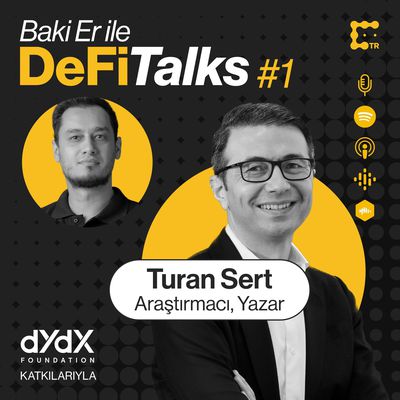 Baki Er ile
DeFiTalks #1
TR
Turan Sert
Araştırmacı, Yazar
dYdX
FOUNDATION
KATKILARIYLA